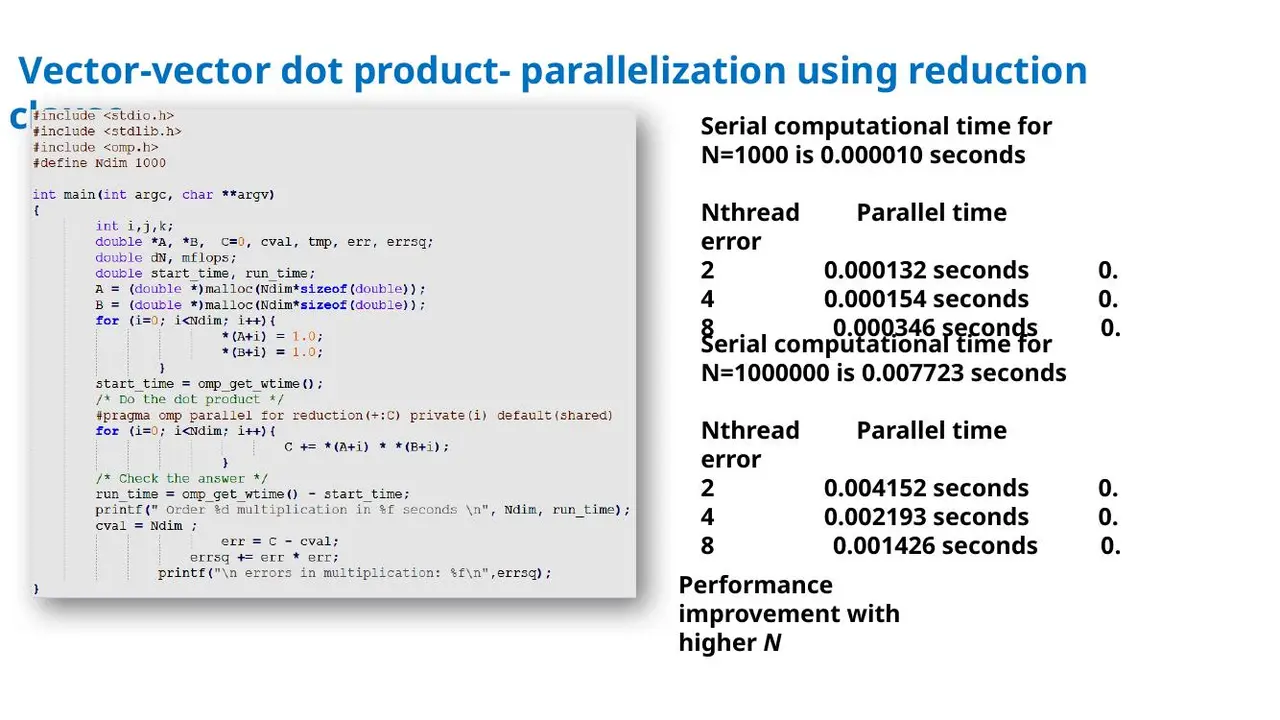 Vector-vector dot product- parallelization using reduction
#include <stdio.h>
#include <stdlib.h>
#include <omp.h>
#define Ndim 1000
int main(int argc, char **argv)
{
int i,j,k;
double *A, *B, C=0, cval, tmp, err, errsq;
double dN, mflops;
double start_time, run_time;
A = (double *)malloc(Ndim*sizeof(double));
B = (double *)malloc(Ndim*sizeof(double));
for (i=0; i<Ndim; i++){
*(A+i) = 1.0;
*(B+i) = 1.0;
}
start_time = omp_get_wtime();
/* Do the dot product */
#pragma omp parallel for reduction(+:C) private(i) default(shared)
for (i=0; i<Ndim; i++){
C += *(A+i) * *(B+i);
}
/* Check the answer */
run_time = omp_get_wtime() - start_time;
printf(" Order %d multiplication in %f seconds \n", Ndim, run_time);
cval = Ndim ;
err = C - cval;
errsq += err * err;
printf("\n errors in multiplication: %f\n",errsq);
}
Serial computational time for
N=1000 is 0.000010 seconds
Nthread Parallel time
error
2 0.000132 seconds 0.
4 0.000154 seconds 0.
8 0.000346 seconds 0.
Serial computational time for
N=1000000 is 0.007723 seconds
Nthread Parallel time
error
2 0.004152 seconds 0.
4 0.002193 seconds 0.
8 0.001426 seconds 0.
Performance
improvement with
higher N